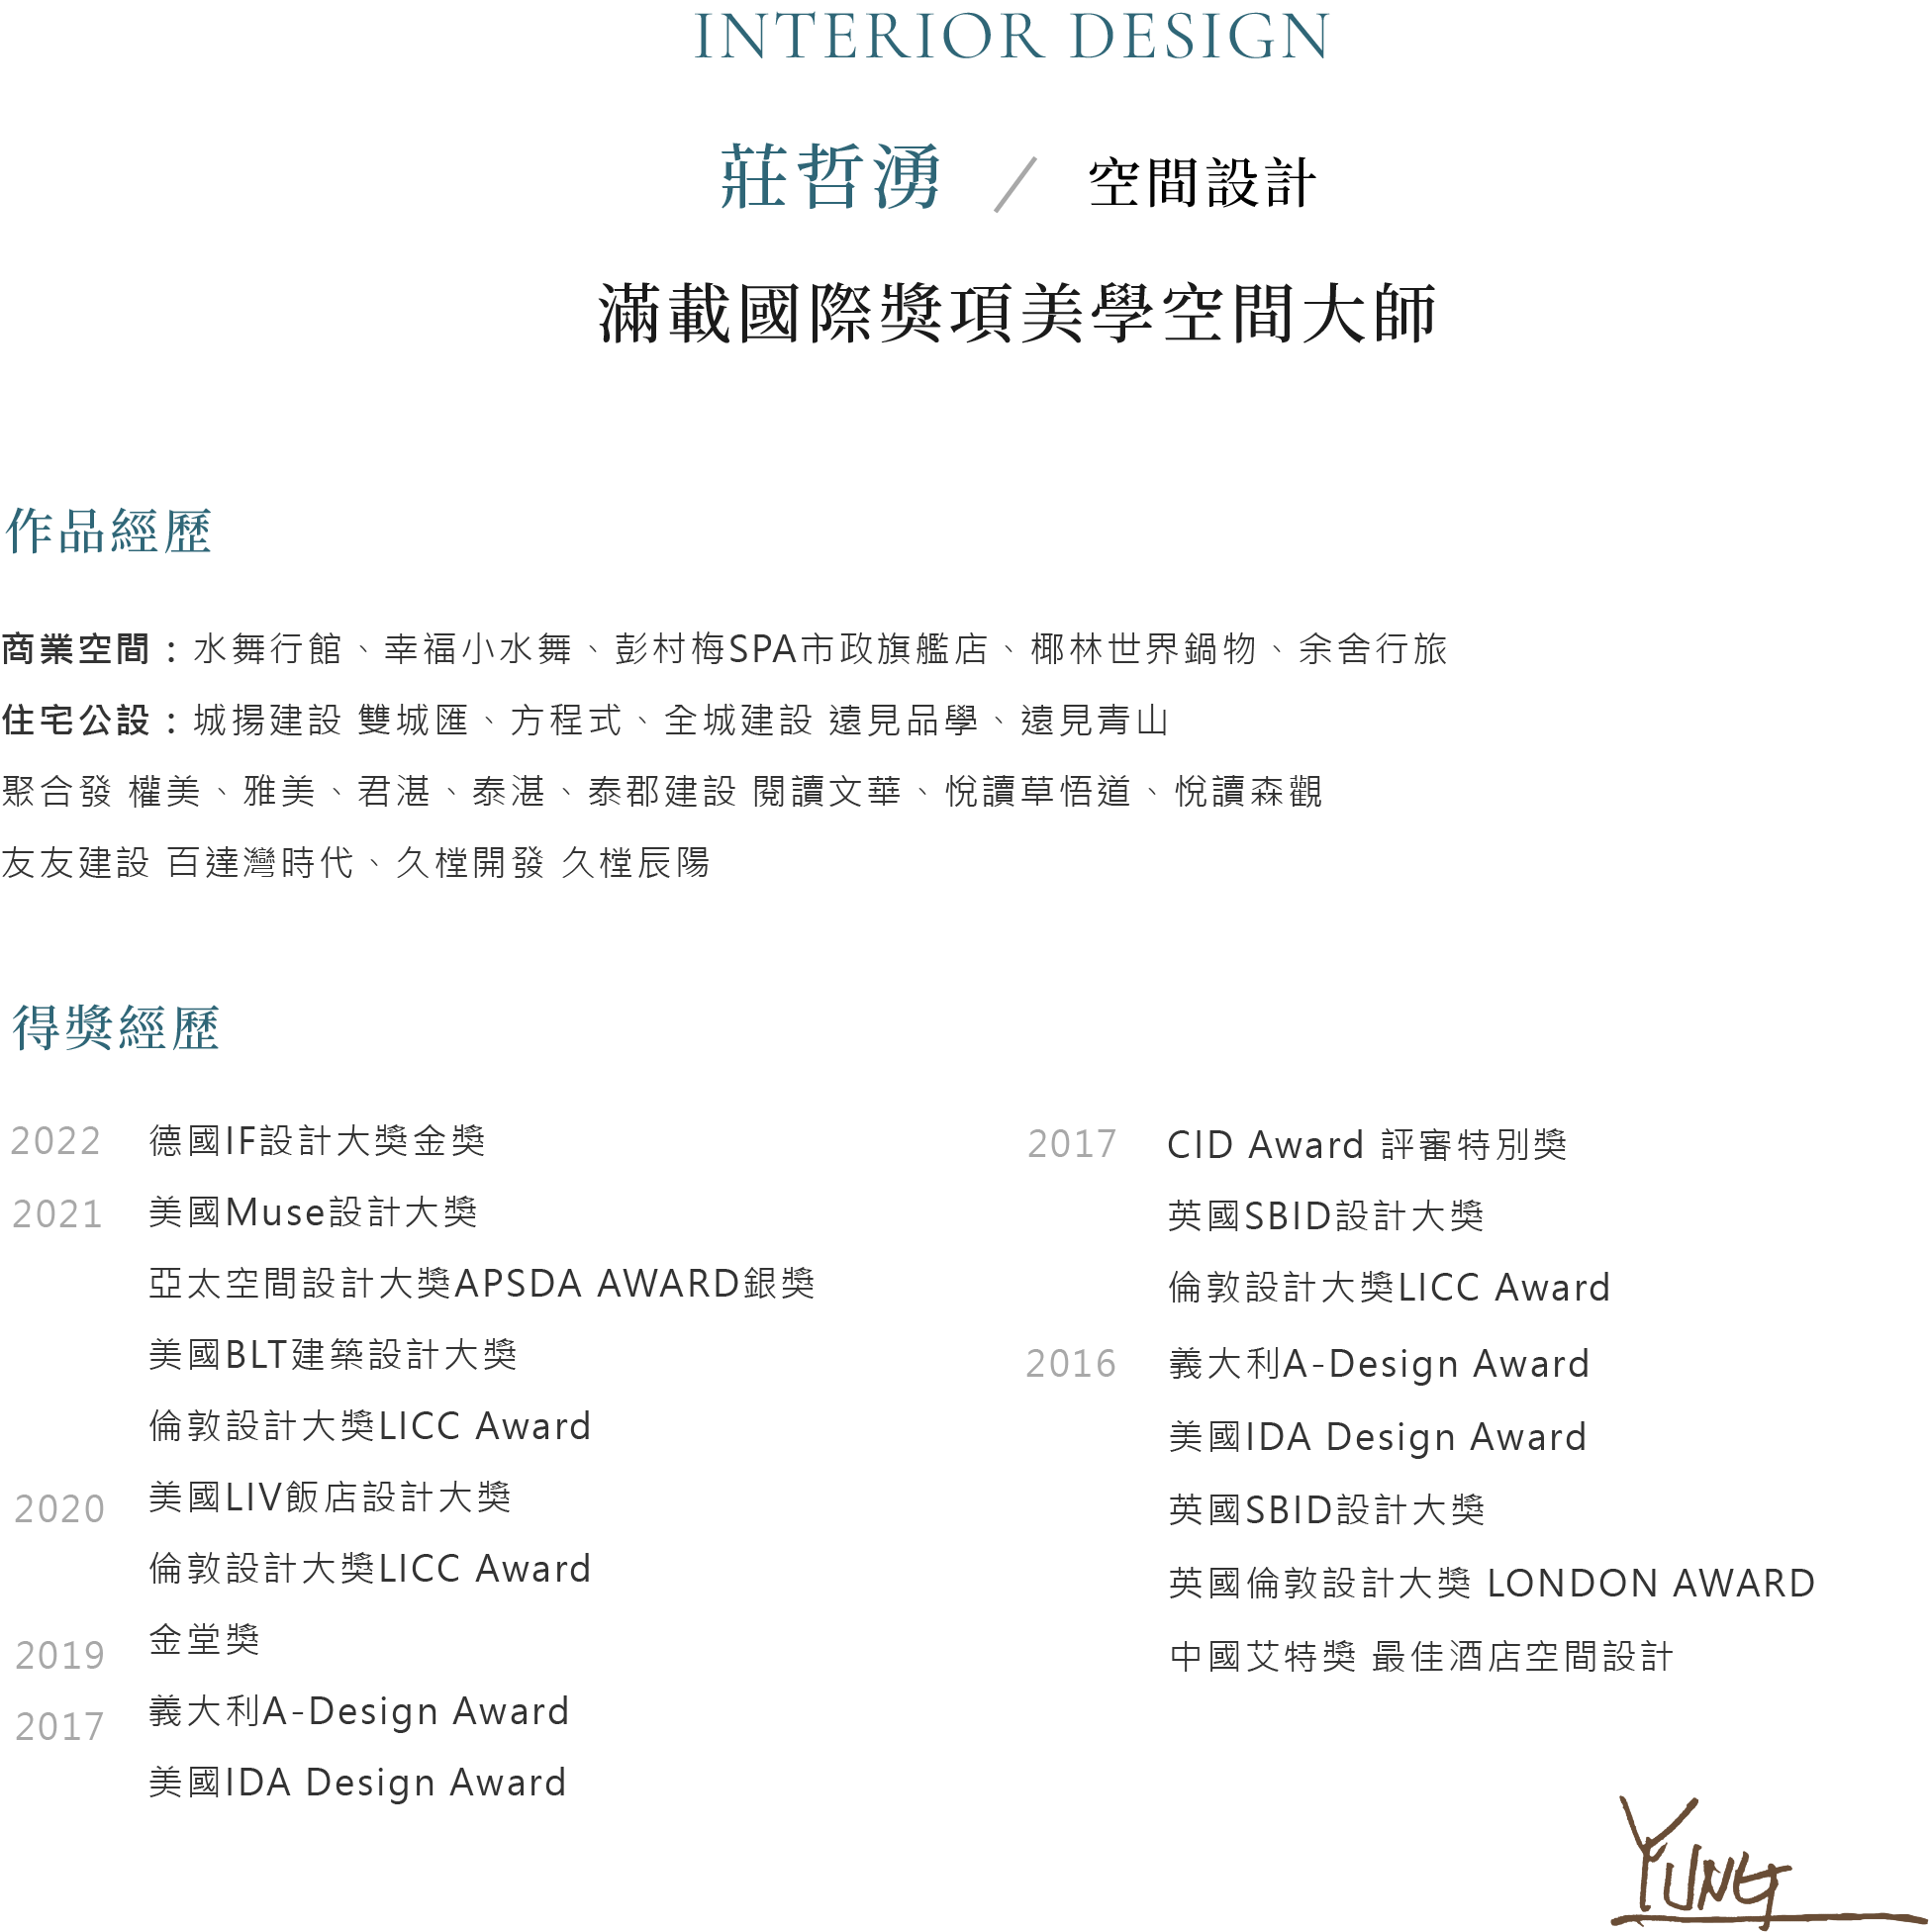 INTERIOR DESIGN
莊哲湧 / 空間設計
滿載國際獎項美學空間大師
作品經歷
商業空間：水舞行館、幸福小水舞、彭村梅SPA市政旗艦店、椰林世界鍋物、余舍行旅
住宅公設：城揚建設 雙城匯、方程式、全城建設 遠見品學、遠見青山
聚合發 權美、雅美、君湛、泰湛、泰郡建設 閱讀文華、悅讀草悟道、悅讀森觀
友友建設 百達灣時代、久樘開發 久樘辰陽
得獎經歷
2022 德國IF設計大獎金獎
2021 美國Muse設計大獎
亞太空間設計大獎APSDA AWARD銀獎
美國BLT建築設計大獎
倫敦設計大獎LICC Award
2020 美國LIV飯店設計大獎
倫敦設計大獎LICC Award
2019 金堂獎
2017 義大利A-Design Award
美國IDA Design Award
2017 CID Award 評審特別獎
英國SBID設計大獎
倫敦設計大獎LICC Award
2016 義大利A-Design Award
美國IDA Design Award
英國SBID設計大獎
英國倫敦設計大獎 LONDON AWARD
中國艾特獎 最佳酒店空間設計
YUNG